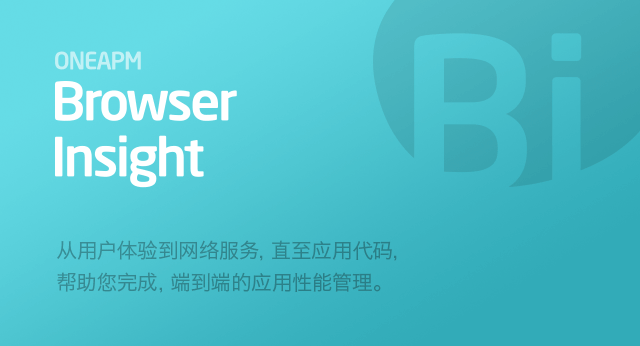 ONEAPM
Browser
Insight
Bi
从用户体验到网络服务, 直至应用代码,
帮助您完成, 端到端的应用性能管理。